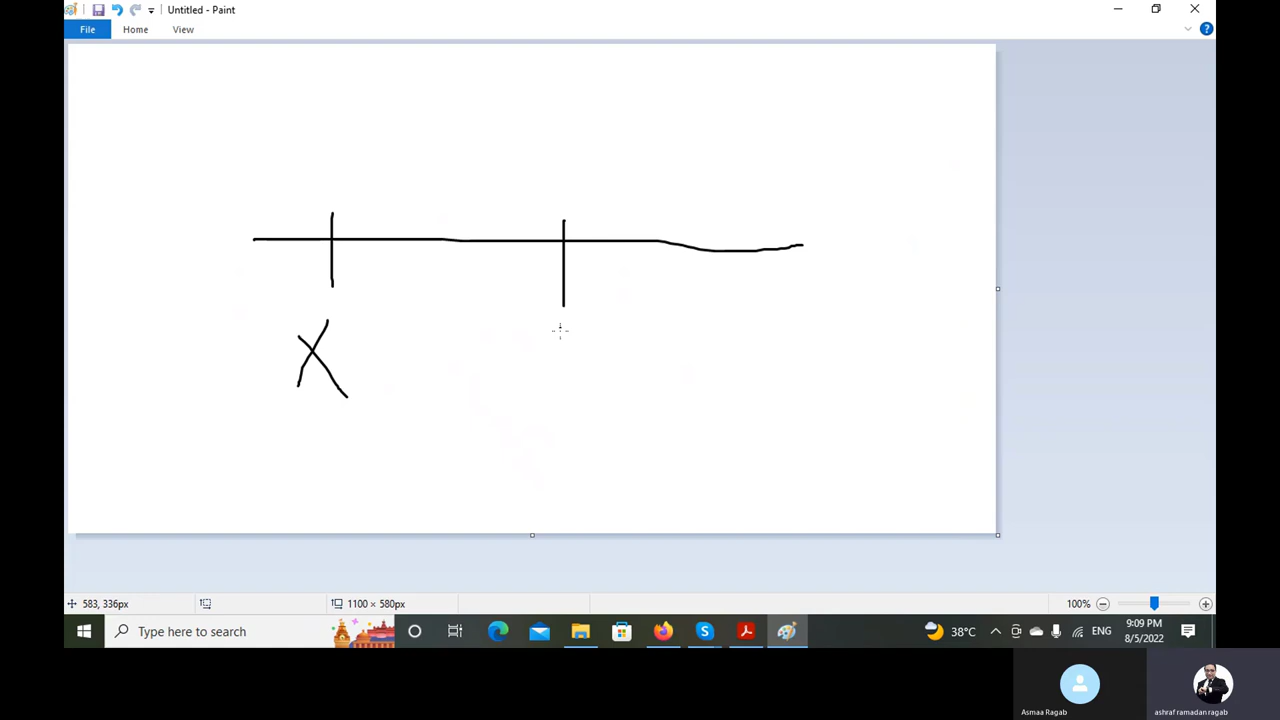 Untitled - Paint
File Home View
X
583, 336px 1100 × 580px 100%
Type here to search 38°C ENG 9:09 PM
8/5/2022
Asmaa Ragab ashraf ramadan ragab